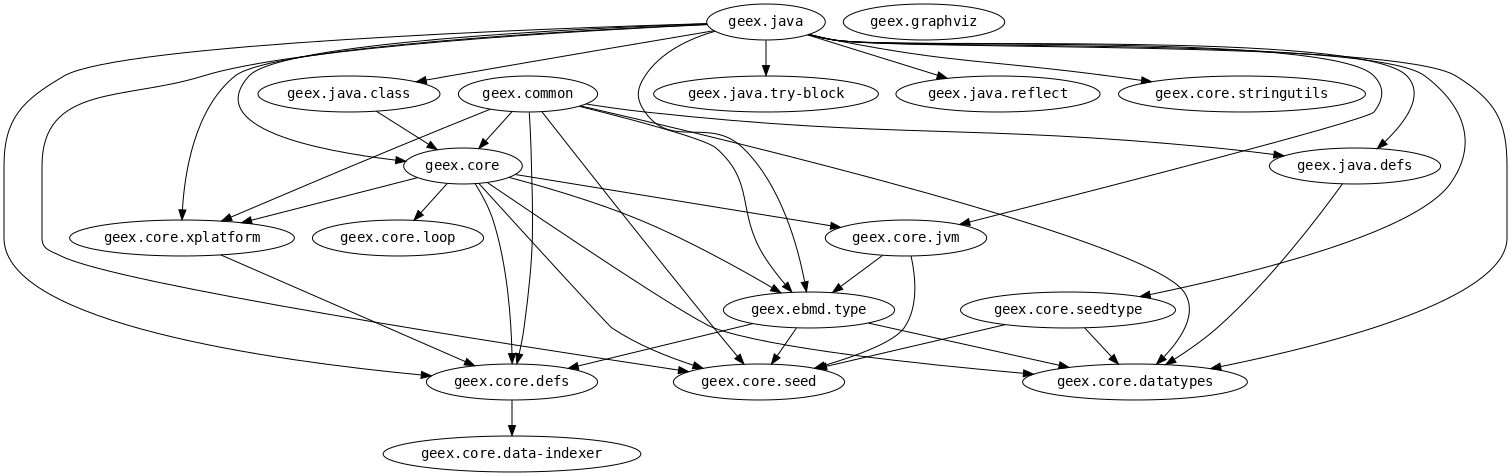 geex.java
geex.graphviz
geex.java.class
geex.common
geex.java.try-block
geex.java.reflect
geex.core.stringutils
geex.core
geex.java.defs
geex.core.xplatform
geex.core.loop
geex.core.jvm
geex.ebmd.type
geex.core.seedtype
geex.core.defs
geex.core.seed
geex.core.datatypes
geex.core.data-indexer